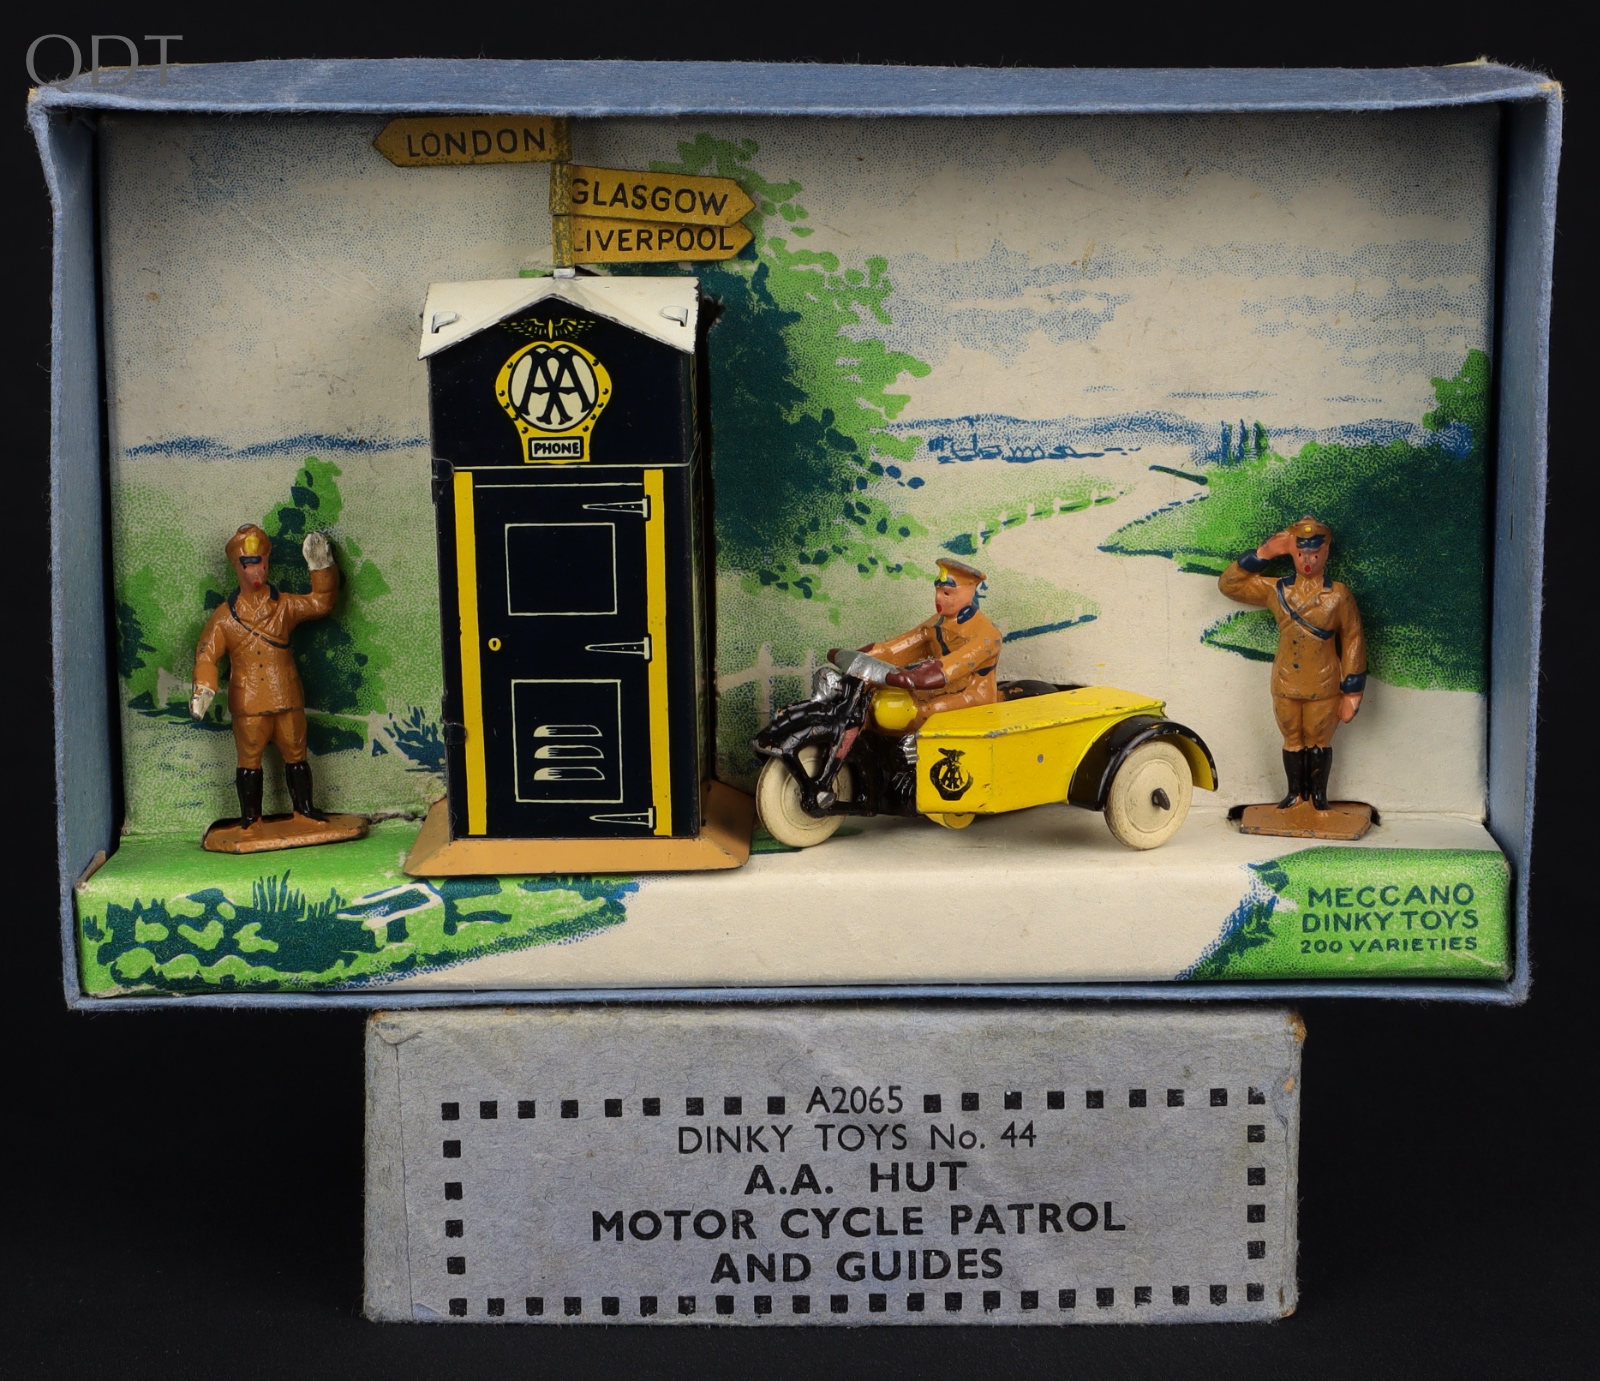 QDT
LONDON
GLASGOW
LIVERPOOL
AA
PHONE
AA
MECCANO
DINKY TOYS
200 VARIETIES
A2065
DINKY TOYS No. 44
A.A. HUT
MOTOR CYCLE PATROL
AND GUIDES